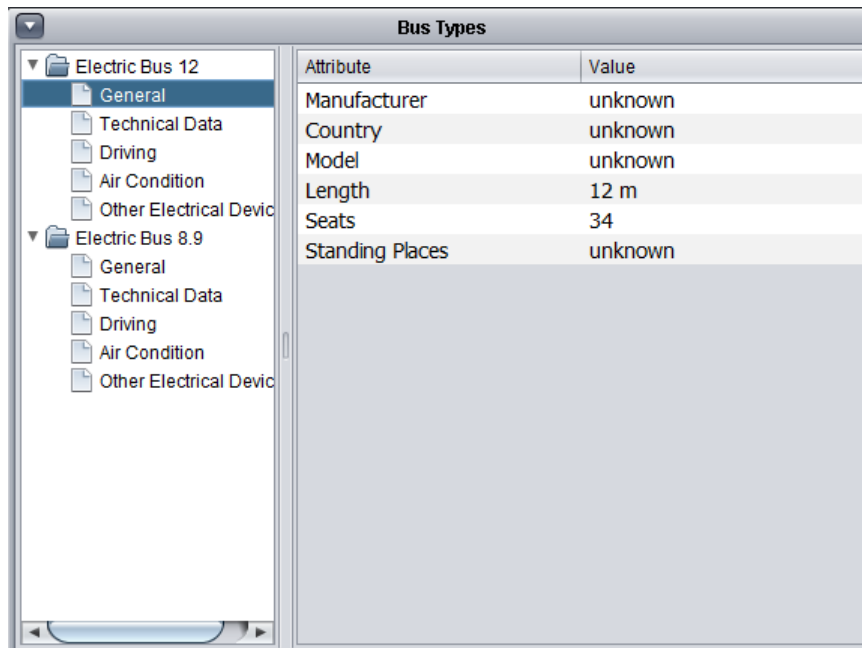 Bus Types
Electric Bus 12
General
Technical Data
Driving
Air Condition
Other Electrical Devic
Electric Bus 8.9
General
Technical Data
Driving
Air Condition
Other Electrical Devic
Attribute Value
Manufacturer unknown
Country unknown
Model unknown
Length 12 m
Seats 34
Standing Places unknown